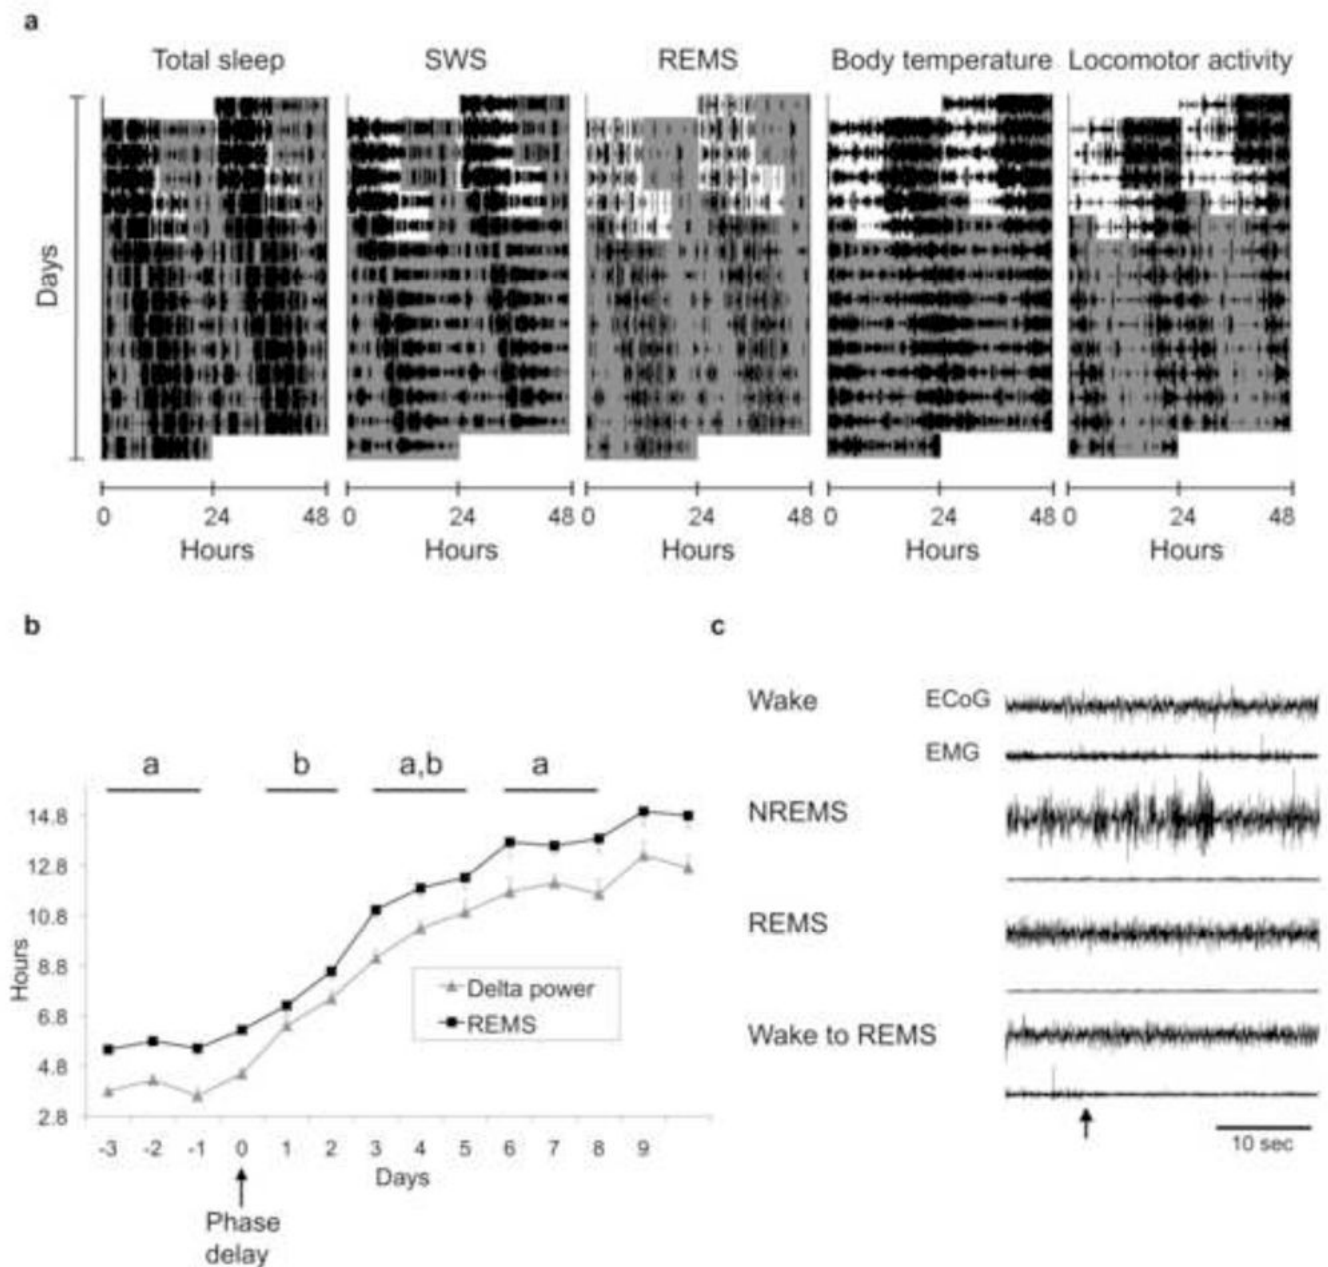 a
Total sleep SWS REMS Body temperature Locomotor activity
Days
0 24 48 0 24 48 0 24 48 0 24 48 0 24 48
Hours Hours Hours Hours Hours
b
a b a,b a
14.8
12.8
10.8
8.8
6.8
4.8
2.8
Hours
Delta power
REMS
-3 -2 -1 0 1 2 3 4 5 6 7 8 9
Days
Phase
delay
c
Wake ECoG
EMG
NREMS
REMS
Wake to REMS
10 sec